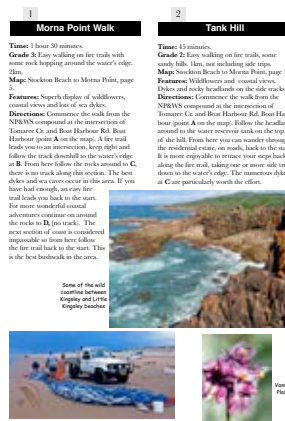 1
Morna Point Walk
Time: 1 hour 30 minutes.
Grade 3: Easy walking on fire trails with
some rock hopping around the water's edge.
2km.
Map: Stockton Beach to Morna Point, page
5.
Features: Superb display of wildflowers,
coastal views and lots of sea dykes.
Directions: Commence the walk from the
NP&WS compound at the intersection of
Tomaree Cr. and Boat Harbour Rd. Boat
Harbour (point A on the map). A fire trail
leads you to an intersection, keep right and
follow the track downhill to the water's edge
at B. From here follow the rocks around to C,
there is no track along this section. The best
dykes and sea caves occur in this area. If you
have had enough, an easy fire
trail leads you back to the start.
For more wonderful coastal
adventures continue on around
the rocks to D, (no track). The
next section of coast is considered
impassable so from here follow
the fire trail back to the start. This
is the best bushwalk in the area.
Some of the wild
coastline between
Kingsley and Little
Kingsley beaches
2
Tank Hill
Time: 45 minutes.
Grade 2: Easy walking on fire trails, some
sandy hills. 1km, not including side trips.
Map: Stockton Beach to Morna Point, page
Features: Wildflowers and coastal views.
Dykes and rocky headlands on the side tracks
Directions: Commence the walk from the
NP&WS compound at the intersection of
Tomaree Cr. and Boat Harbour Rd. Boat Ha
bour (point A on the map). Follow the headla
around to the water reservoir tank on the top
of the hill. From here you can wander throug
the residential estate, on roads, back to the sta
It is more enjoyable to retrace your steps back
along the fire trail, taking one or more side tr
down to the water's edge. The numerous dyke
at C are particularly worth the effort.
Van
Pla